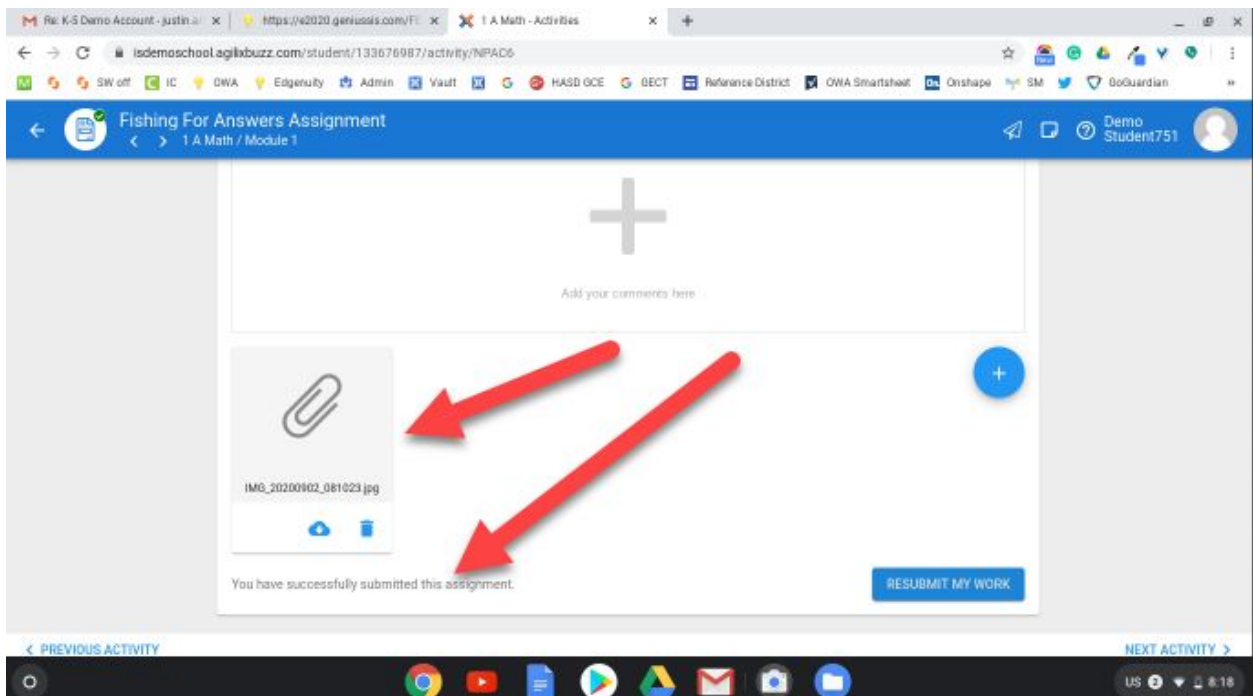 Re: K-5 Demo Account - justin.a
https://e2020.geniussis.com/FL
1 A Math - Activities
isdemoschool.agilixbuzz.com/student/133676987/activity/NPAC6
SW off IC OWA Edgenuity Admin Vault HASD GCE GECT Reference District OWA Smartsheet Onshape SM GoGuardian
Fishing For Answers Assignment
1 A Math / Module 1
Demo
Student751
Add your comments here
IMG_20200902_081023.jpg
You have successfully submitted this assignment.
RESUBMIT MY WORK
PREVIOUS ACTIVITY
NEXT ACTIVITY
US 2 8:18